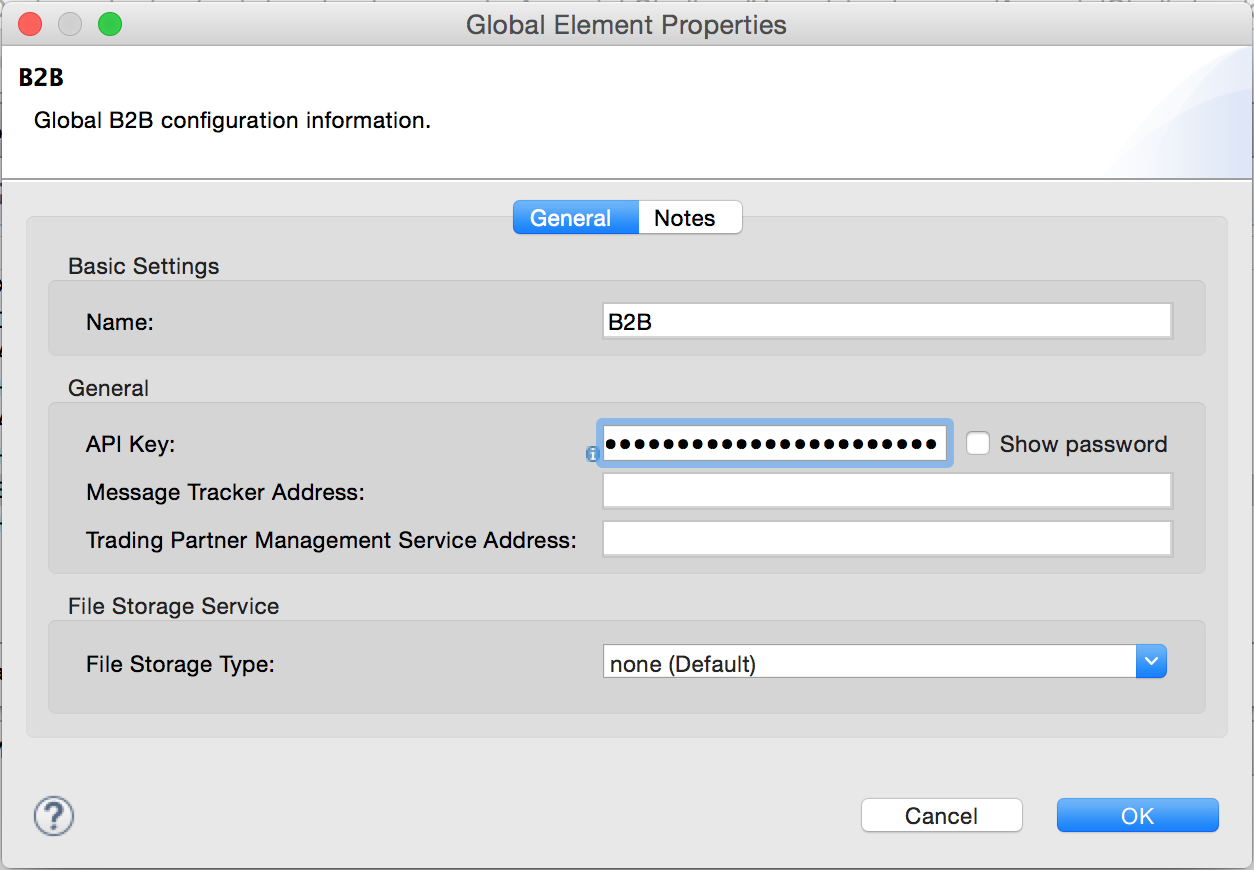 Global Element Properties
B2B
Global B2B configuration information.
General Notes
Basic Settings
Name: B2B
General
API Key: ●●●●●●●●●●●●●●●●●●●●●●● Show password
Message Tracker Address:
Trading Partner Management Service Address:
File Storage Service
File Storage Type: none (Default)
? Cancel OK